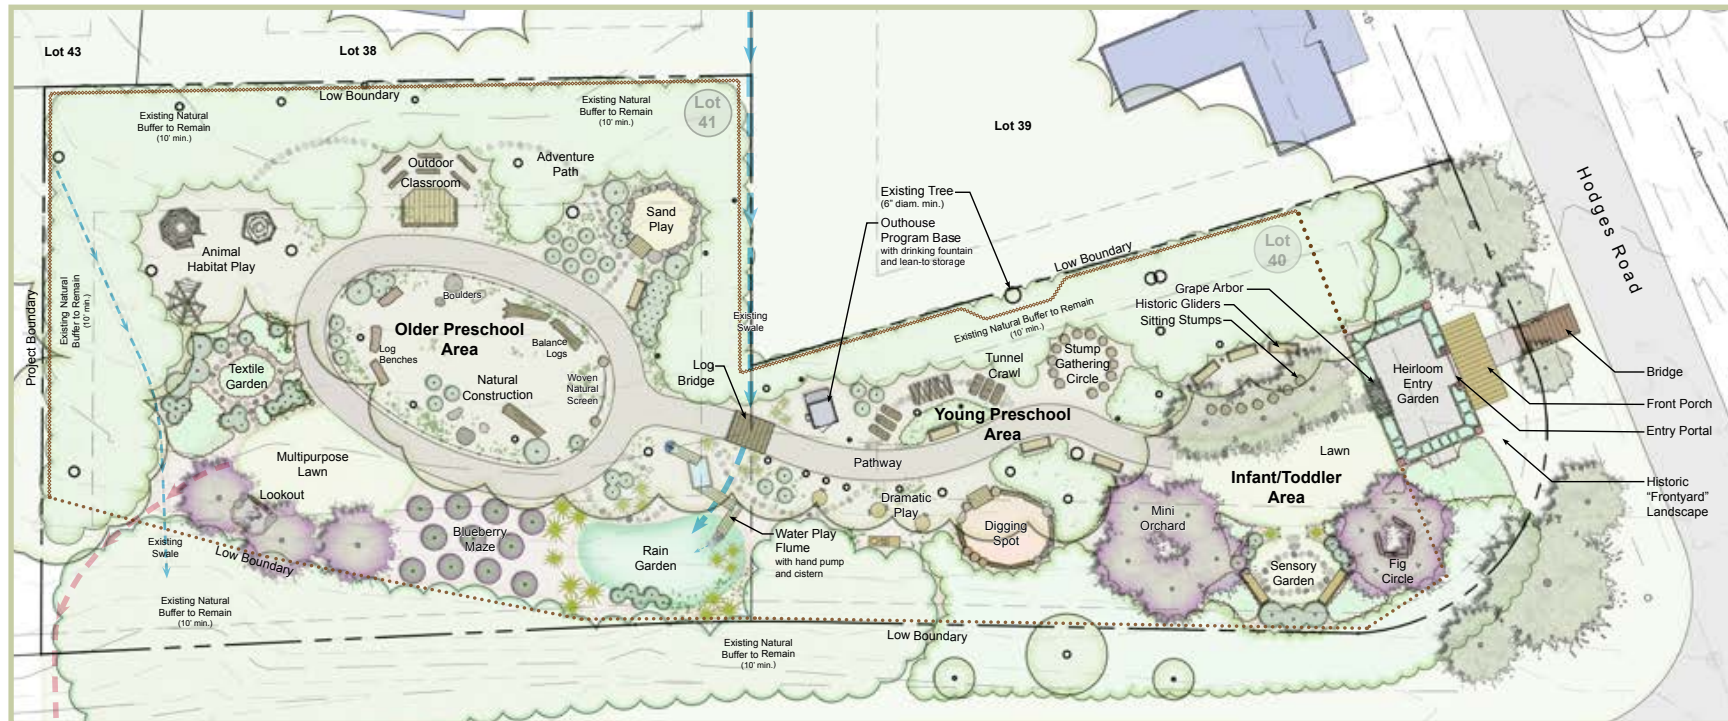 Lot 43
Lot 38
Low Boundary
Existing Natural
Buffer to Remain
(10' min.)
Existing Natural
Buffer to Remain
(10' min.)
Lot
41
Lot 39
Hodges Road
Outdoor
Classroom
Adventure
Path
Sand
Play
Animal
Habitat Play
Existing Tree
(6" diam. min.)
Outhouse
Program Base
with drinking fountain
and lean-to storage
Low Boundary
Lot
40
Grape Arbor
Historic Gliders
Sitting Stumps
Existing Natural Buffer to Remain
(10' min.)
Project Boundary
Existing Natural
Buffer to Remain
(10' min.)
Boulders
Older Preschool
Area
Log
Benches
Balance
Logs
Natural
Construction
Woven
Natural
Screen
Existing
Swale
Textile
Garden
Log
Bridge
Tunnel
Crawl
Stump
Gathering
Circle
Young Preschool
Area
Heirloom
Entry
Garden
Bridge
Front Porch
Entry Portal
Historic
“Frontyard”
Landscape
Multipurpose
Lawn
Lookout
Pathway
Lawn
Infant/Toddler
Area
Blueberry
Maze
Rain
Garden
Water Play
Flume
with hand pump
and cistern
Dramatic
Play
Digging
Spot
Mini
Orchard
Sensory
Garden
Fig
Circle
Existing
Swale
Low Boundary
Existing Natural
Buffer to Remain
(10' min.)
Existing Natural
Buffer to Remain
(10' min.)
Low Boundary